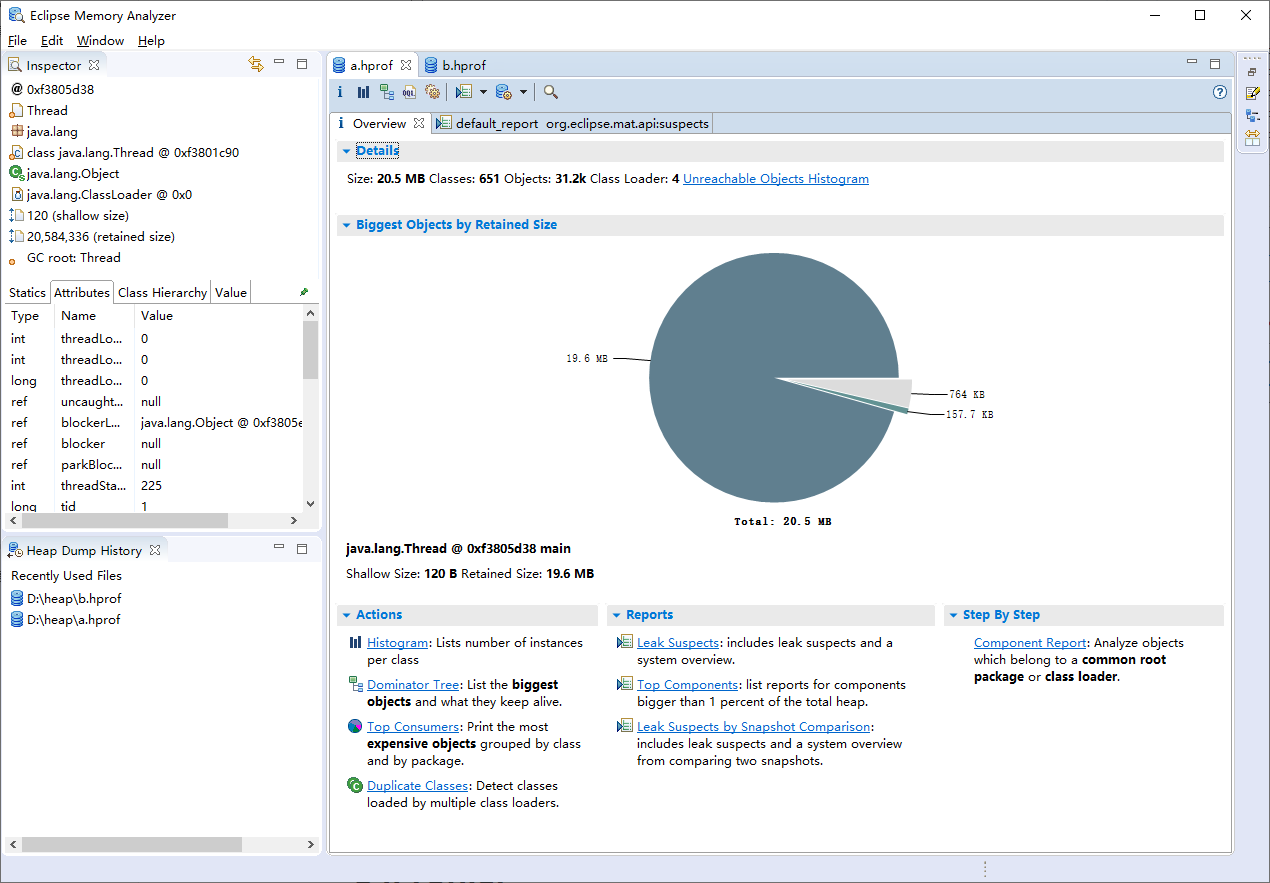 Eclipse Memory Analyzer
File Edit Window Help
Inspector
0xf3805d38
Thread
java.lang
class java.lang.Thread @ 0xf3801c90
java.lang.Object
java.lang.ClassLoader @ 0x0
120 (shallow size)
20,584,336 (retained size)
GC root: Thread
Statics Attributes Class Hierarchy Value
Type Name Value
int threadLo... 0
int threadLo... 0
long threadLo... 0
ref uncaught... null
ref blockerL... java.lang.Object @ 0xf3805e
ref blocker null
ref parkBloc... null
int threadSta... 225
long tid 1
Heap Dump History
Recently Used Files
D:\heap\b.hprof
D:\heap\a.hprof
a.hprof b.hprof
Overview default_report org.eclipse.mat.api:suspects
Details
Size: 20.5 MB Classes: 651 Objects: 31.2k Class Loader: 4 Unreachable Objects Histogram
Biggest Objects by Retained Size
19.6 MB
764 KB
157.7 KB
Total: 20.5 MB
java.lang.Thread @ 0xf3805d38 main
Shallow Size: 120 B Retained Size: 19.6 MB
Actions
Histogram: Lists number of instances
per class
Dominator Tree: List the biggest
objects and what they keep alive.
Top Consumers: Print the most
expensive objects grouped by class
and by package.
Duplicate Classes: Detect classes
loaded by multiple class loaders.
Reports
Leak Suspects: includes leak suspects and a
system overview.
Top Components: list reports for components
bigger than 1 percent of the total heap.
Leak Suspects by Snapshot Comparison:
includes leak suspects and a system overview
from comparing two snapshots.
Step By Step
Component Report: Analyze objects
which belong to a common root
package or class loader.